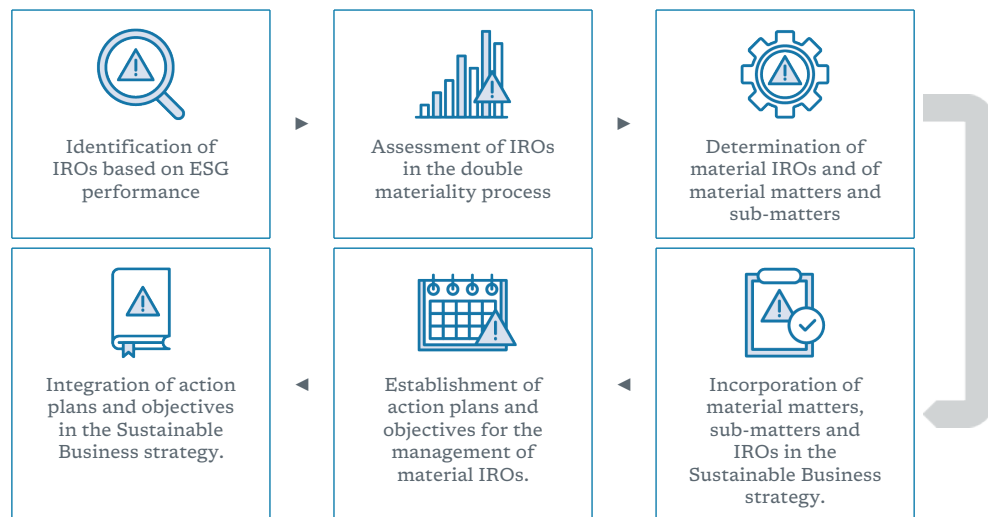 Identification of
IROs based on ESG
performance
Assessment of IROs
in the double
materiality process
Determination of
material IROs and of
material matters and
sub-matters
Incorporation of
material matters,
sub-matters and
IROs in the
Sustainable Business
strategy.
Establishment of
action plans and
objectives for the
management of
material IROs.
Integration of action
plans and objectives
in the Sustainable
Business strategy.